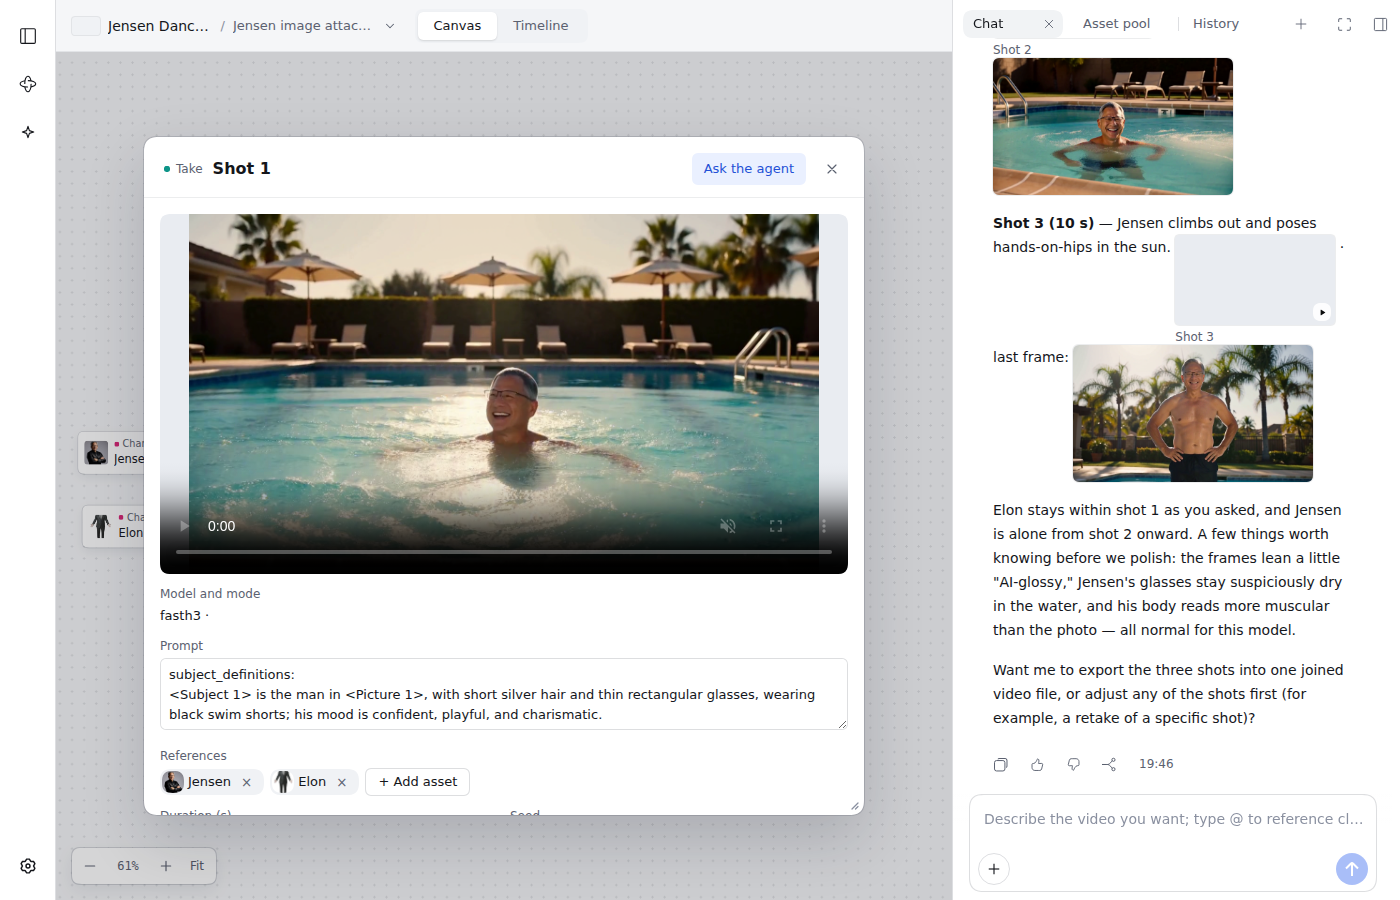 Jensen Danc... / Jensen image attac...
Canvas
Timeline
Chat
Asset pool
History
Take Shot 1
Ask the agent
0:00
Model and mode
fasth3 ·
Prompt
subject_definitions:
<Subject 1> is the man in <Picture 1>, with short silver hair and thin rectangular glasses, wearing
black swim shorts; his mood is confident, playful, and charismatic.
References
Jensen
Elon
+ Add asset
Duration (s)
Seed
Jense
Elon
61%
Fit
Shot 2
Shot 3 (10 s) — Jensen climbs out and poses
hands-on-hips in the sun. ·
Shot 3
last frame:
Elon stays within shot 1 as you asked, and Jensen
is alone from shot 2 onward. A few things worth
knowing before we polish: the frames lean a little
"AI-glossy," Jensen's glasses stay suspiciously dry
in the water, and his body reads more muscular
than the photo — all normal for this model.
Want me to export the three shots into one joined
video file, or adjust any of the shots first (for
example, a retake of a specific shot)?
19:46
Describe the video you want; type @ to reference cl...